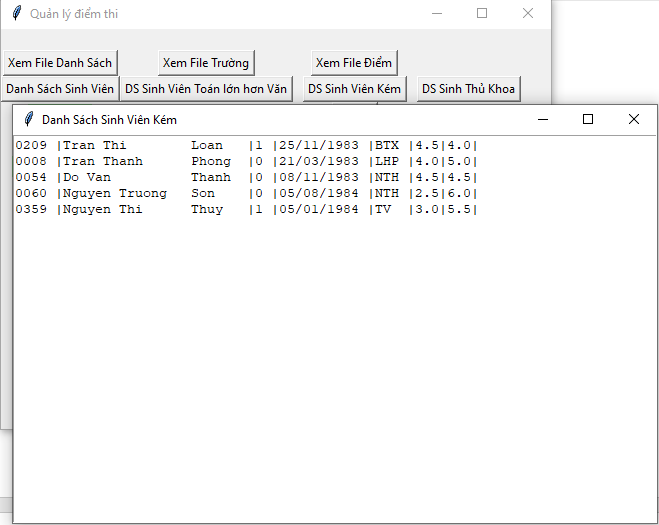 Quản lý điểm thi
Xem File Danh Sách Xem File Trường Xem File Điểm
Danh Sách Sinh Viên DS Sinh Viên Toán lớn hơn Văn DS Sinh Viên Kém DS Sinh Thủ Khoa
Danh Sách Sinh Viên Kém
0209 |Tran Thi Loan |1 |25/11/1983 |BTX |4.5|4.0|
0008 |Tran Thanh Phong |0 |21/03/1983 |LHP |4.0|5.0|
0054 |Do Van Thanh |0 |08/11/1983 |NTH |4.5|4.5|
0060 |Nguyen Truong Son |0 |05/08/1984 |NTH |2.5|6.0|
0359 |Nguyen Thi Thuy |1 |05/01/1984 |TV |3.0|5.5|